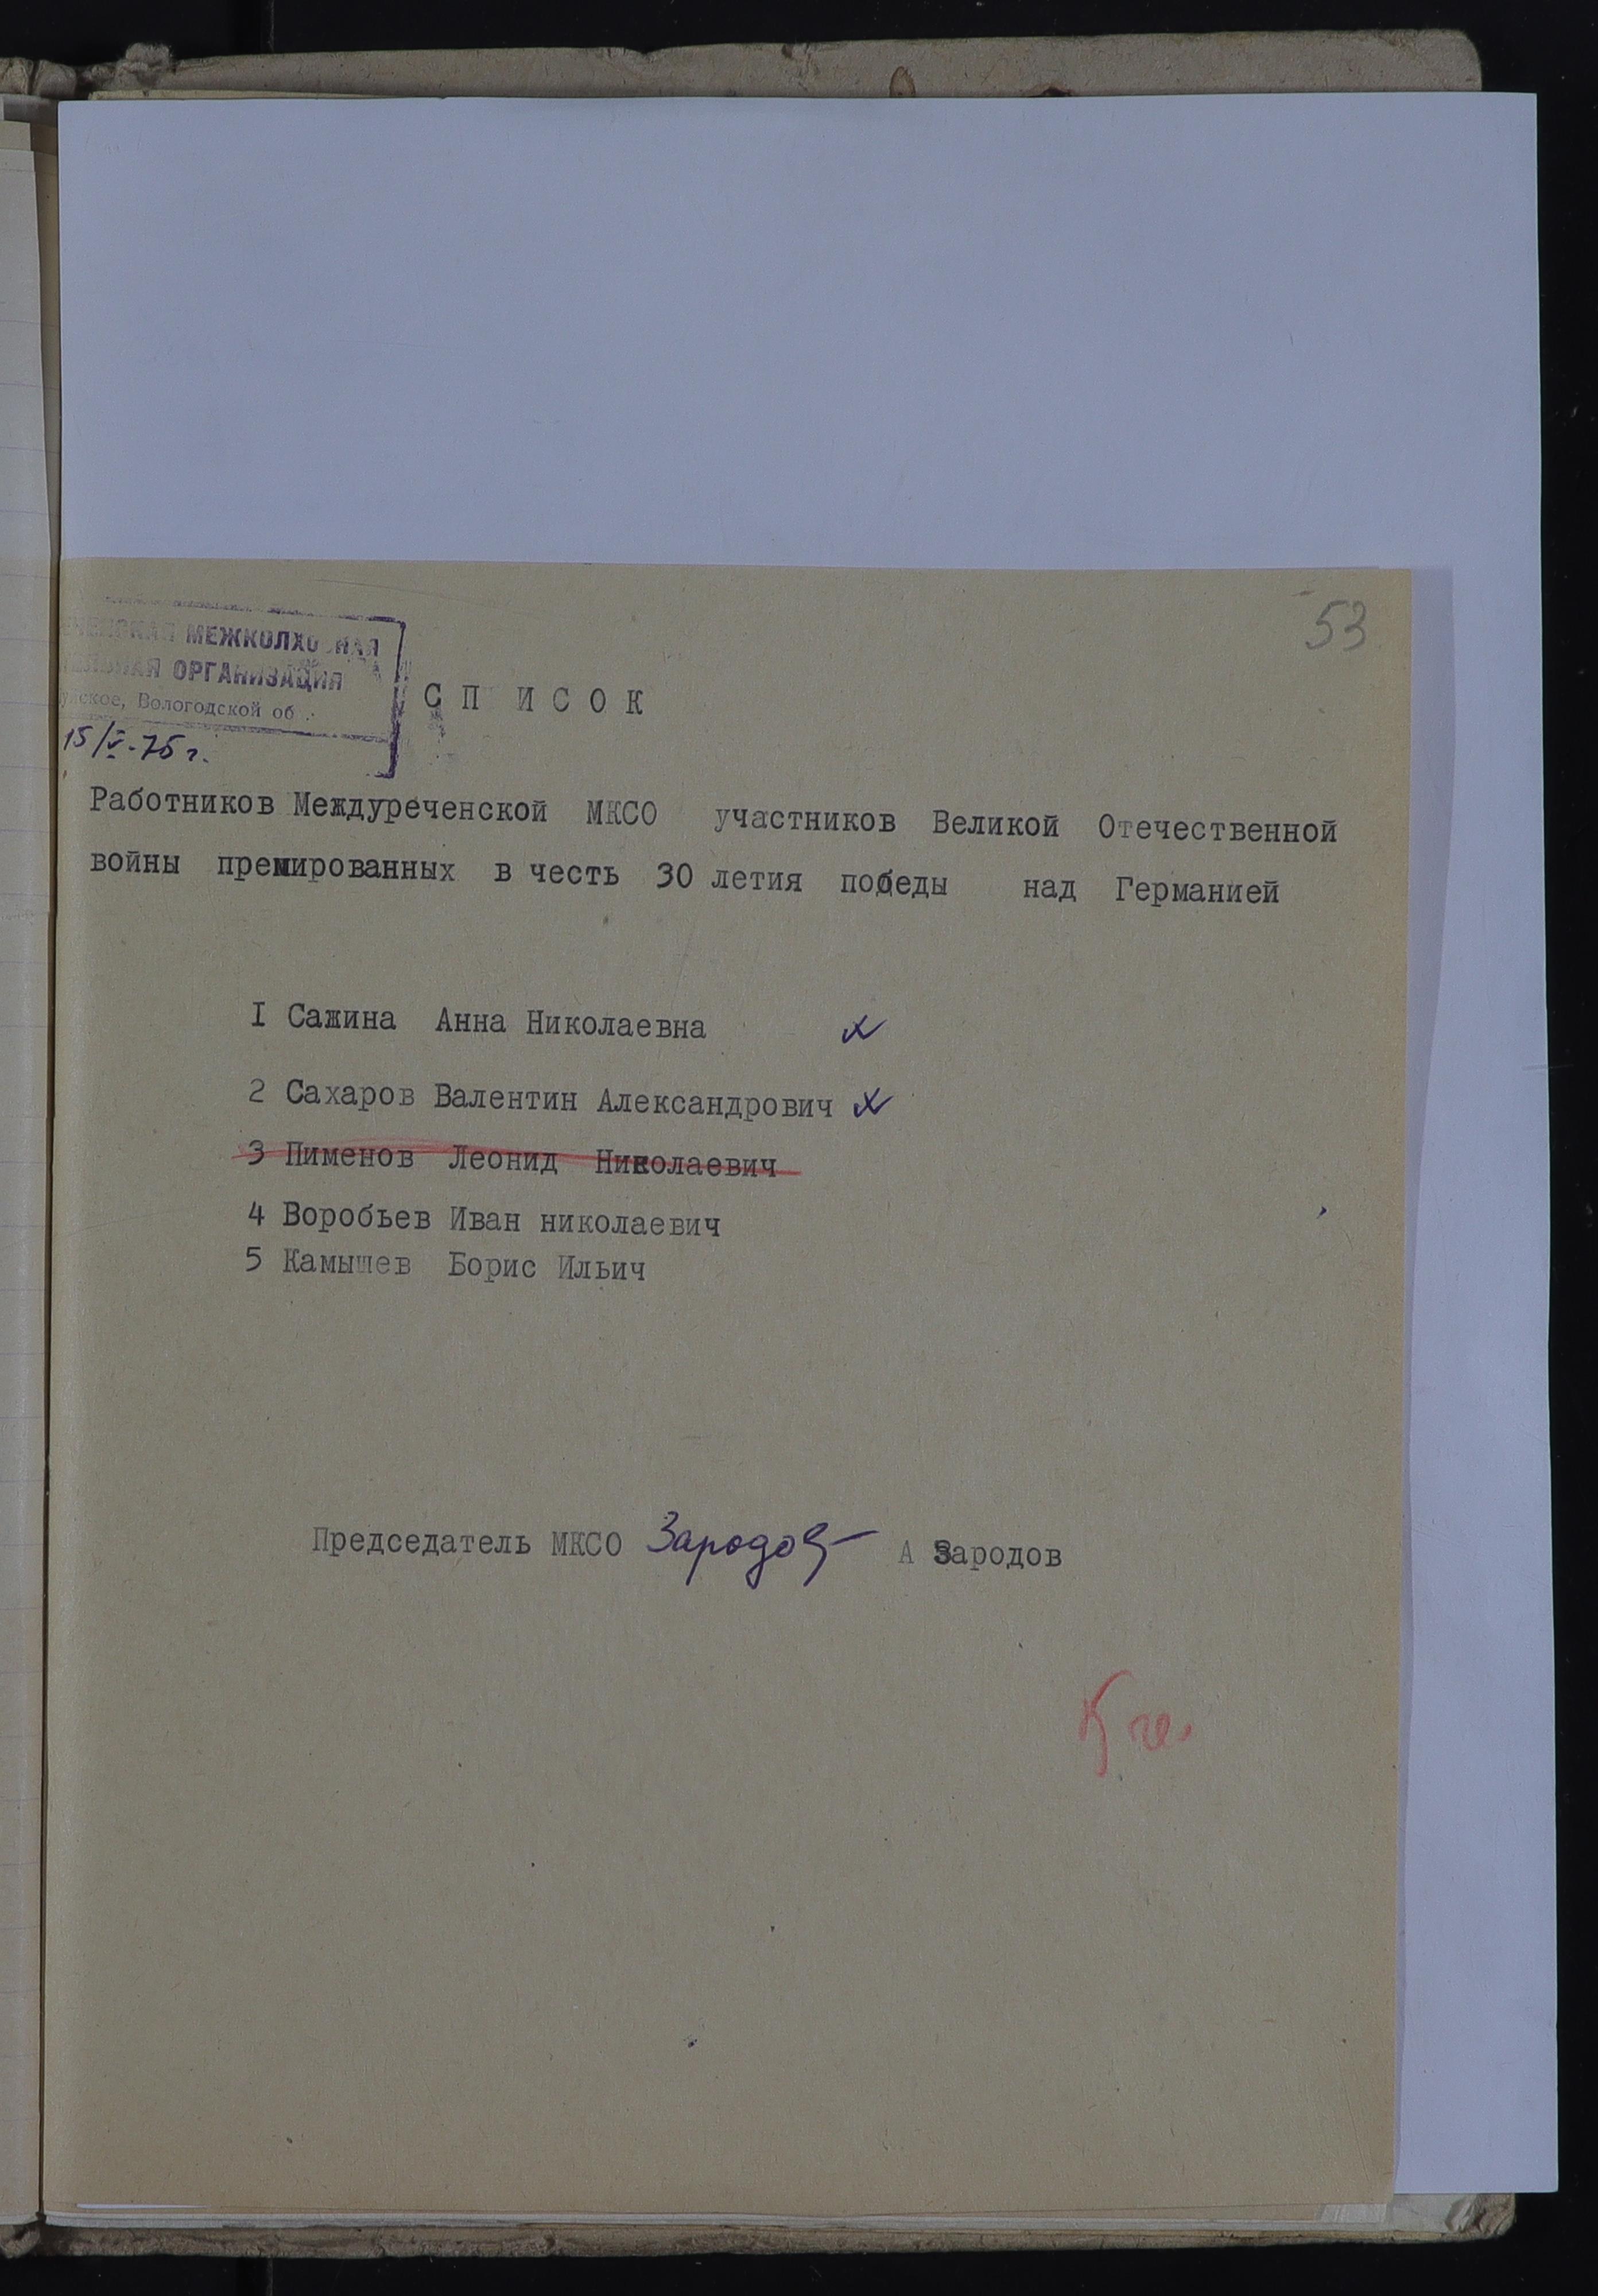 53
МЕЖКОЛХО НАЯ
ОРГАНИЗАЦИЯ
Вологодской об
15/V-75 г.
СПИСОК
Работников Междуреченской МКСО участников Великой Отечественной
войны премированных в честь 30 летия победы над Германией
I Сажина Анна Николаевна
2 Сахаров Валентин Александрович
3 Пименов Леонид Николаевич
4 Воробьев Иван николаевич
5 Камышев Борис Ильич
Председатель МКСО Зародов А Зародов